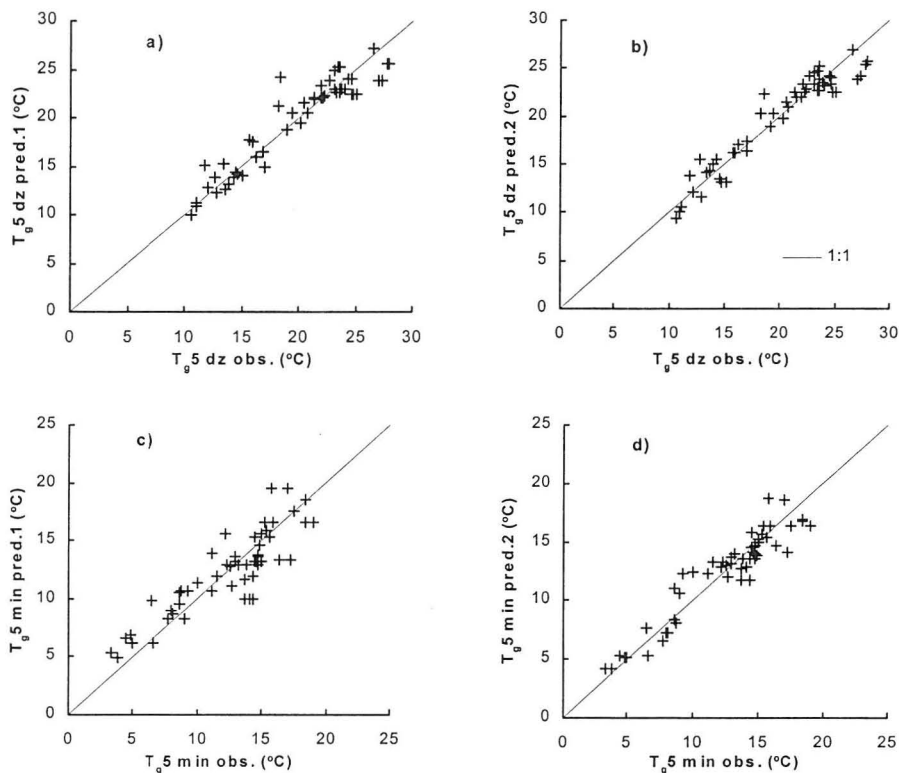 a)
30
25
20
15
10
5
0
T_g5 dz pred.1 (ºC)
0 5 10 15 20 25 30
T_g5 dz obs. (ºC)
b)
30
25
20
15
10
5
0
T_g5 dz pred.2 (ºC)
1:1
0 5 10 15 20 25 30
T_g5 dz obs. (ºC)
c)
25
20
15
10
5
0
T_g5 min pred.1 (ºC)
0 5 10 15 20 25
T_g5 min obs. (ºC)
d)
25
20
15
10
5
0
T_g5 min pred.2 (ºC)
0 5 10 15 20 25
T_g5 min obs. (ºC)